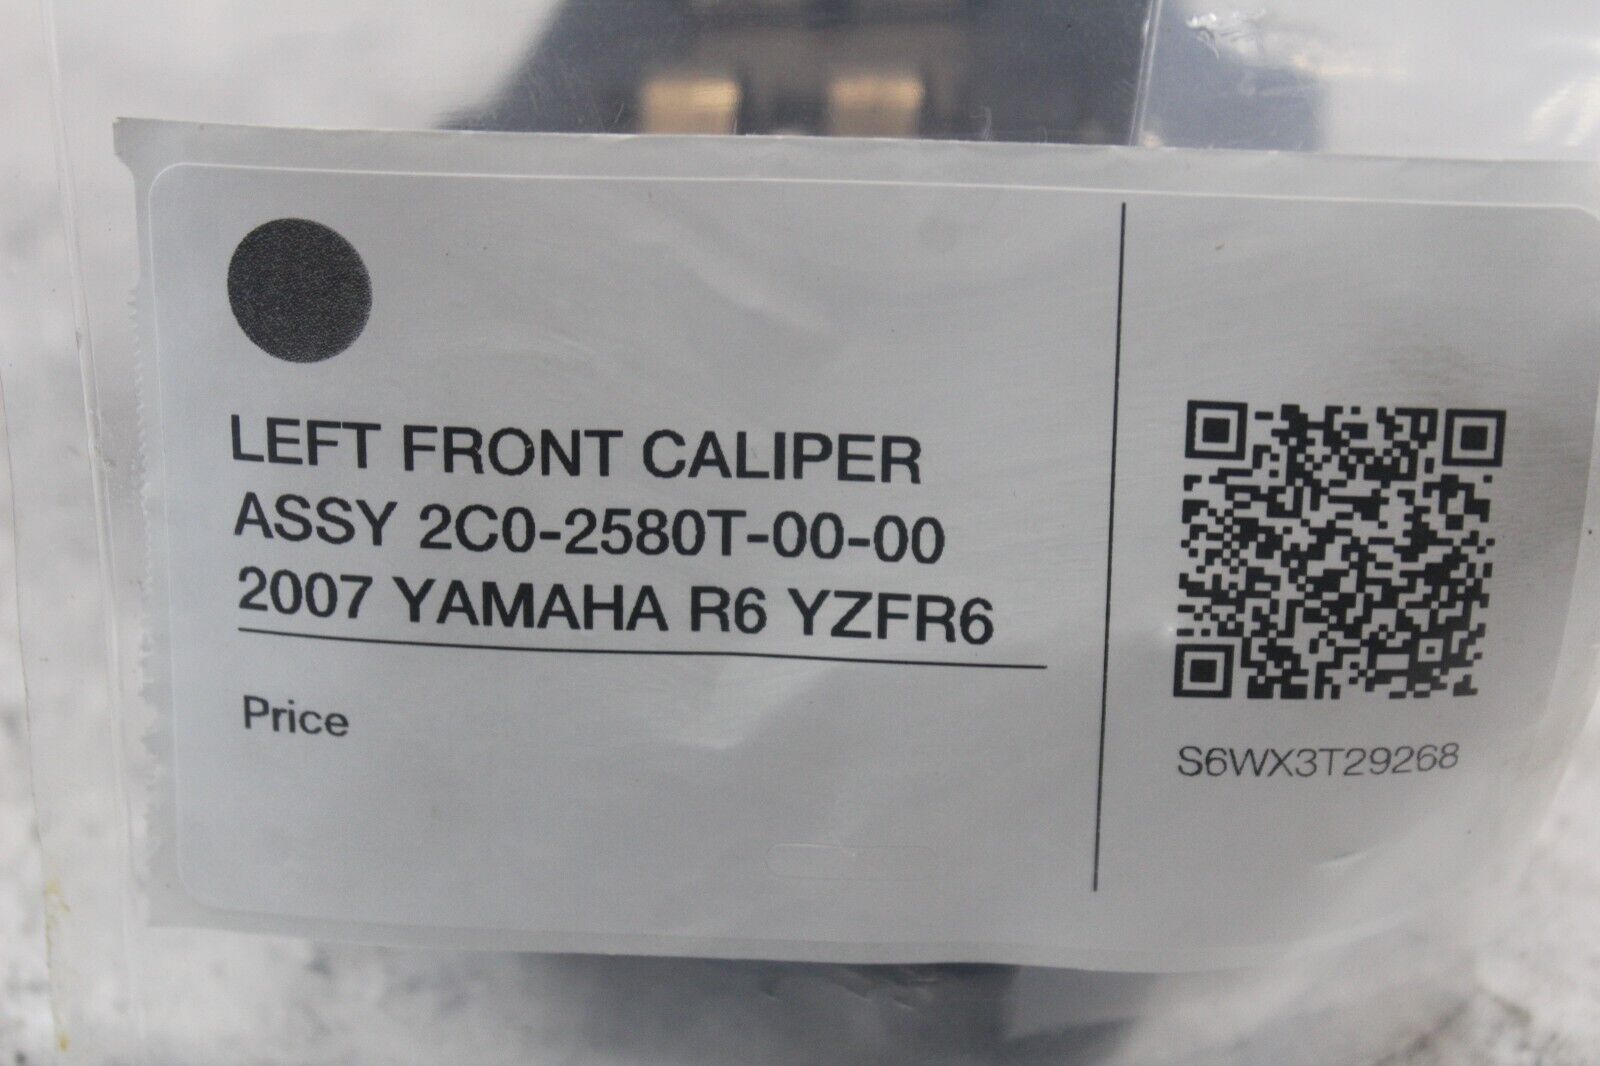 LEFT FRONT CALIPER
ASSY 2C0-2580T-00-00
2007 YAMAHA R6 YZFR6
Price
S6WX3T29268